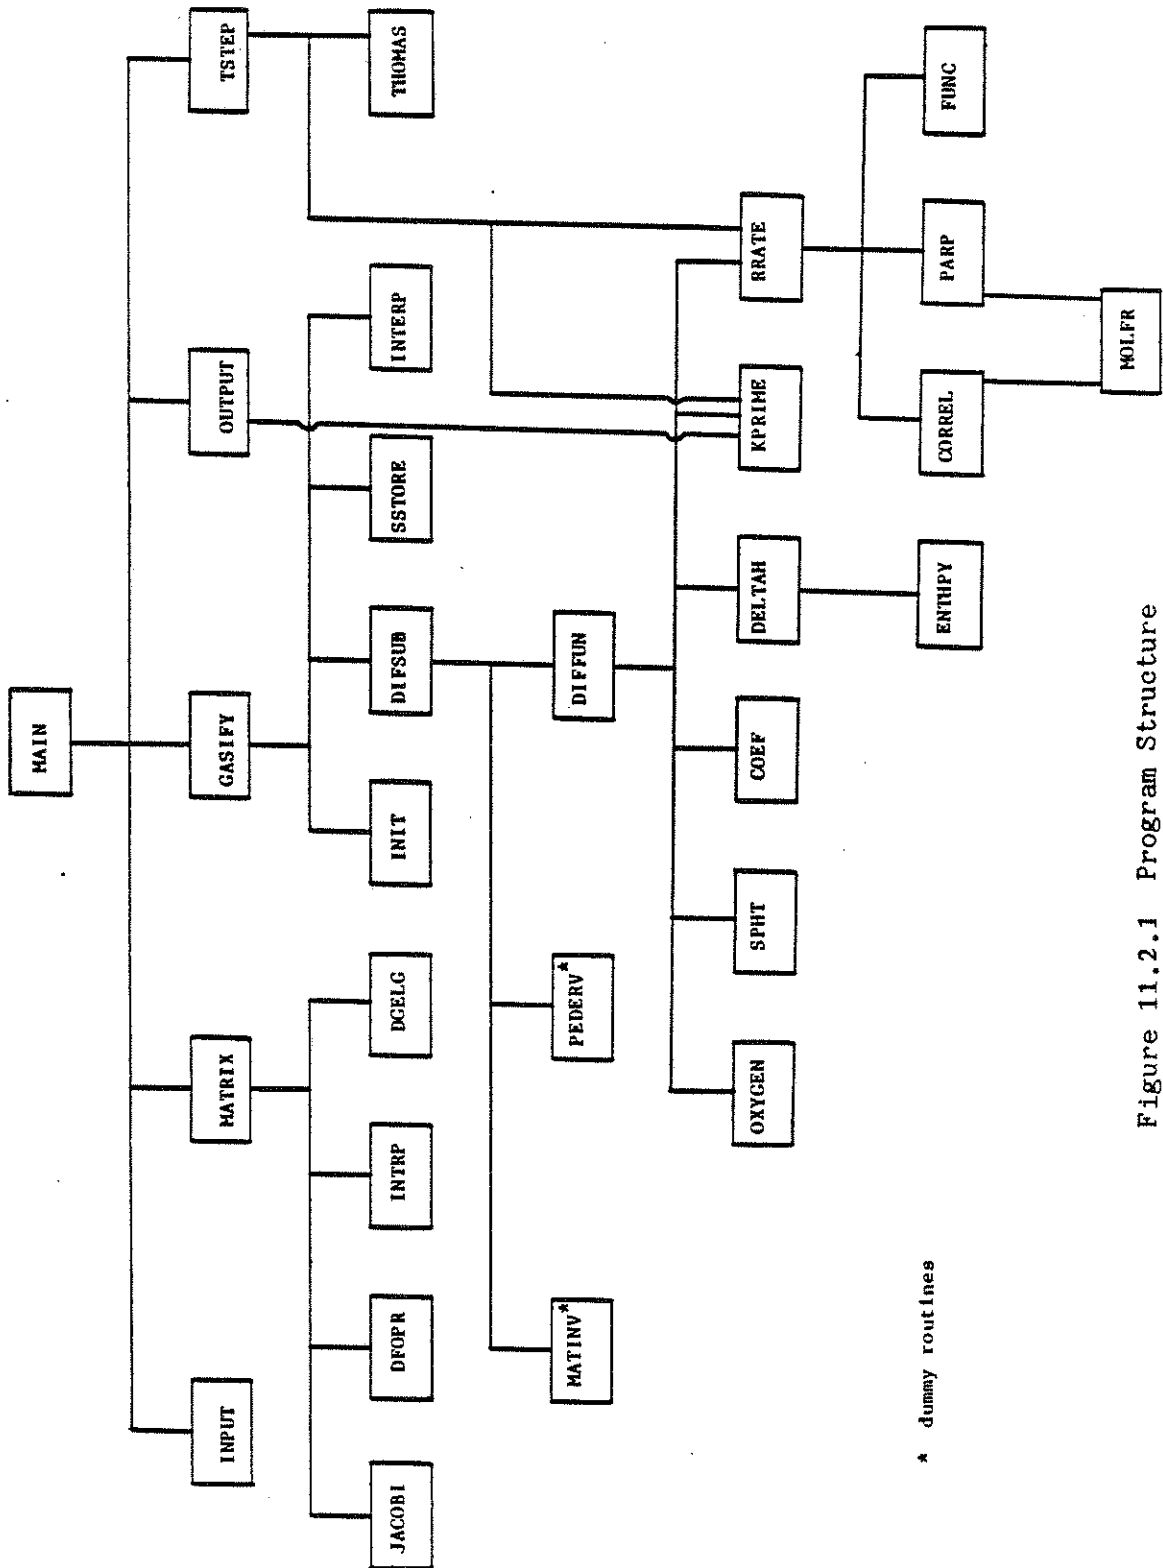 MAIN
INPUT
MATRIX
GASIFY
OUTPUT
TSTEP
JACOBI
DFOPR
INTRP
DGELG
INIT
DIFSUB
SSTORE
INTERP
THOMAS
MATINV*
PEDERV*
DIFFUN
OXYGEN
SPHT
COEF
DELTAH
KPRIME
RRATE
* dummy routines
ENTHPY
CORREL
PARP
FUNC
MOLFR
Figure 11.2.1 Program Structure